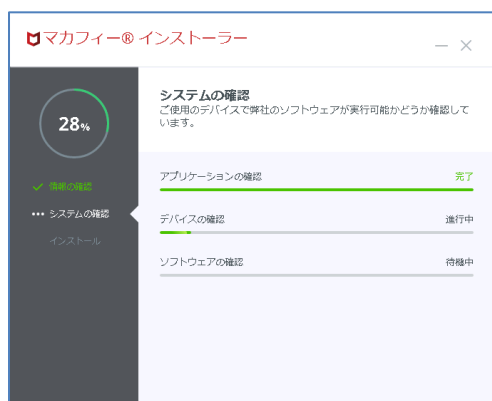 マカフィー® インストーラー
28%
情報の確認
システムの確認
インストール
システムの確認
ご使用のデバイスで弊社のソフトウェアが実行可能かどうか確認して
います。
アプリケーションの確認 完了
デバイスの確認 進行中
ソフトウェアの確認 待機中